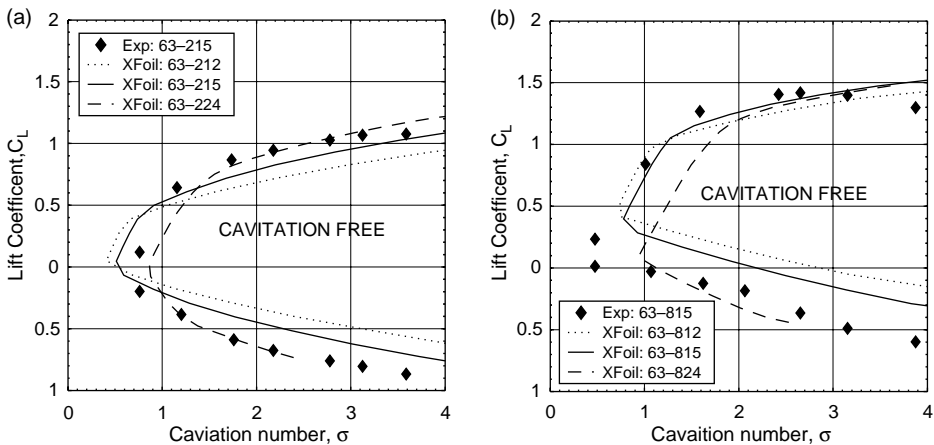 (a)
2
1.5
1
0.5
0
0.5
1
Lift Coefficent,C_L
Exp: 63–215
XFoil: 63–212
XFoil: 63–215
XFoil: 63–224
CAVITATION FREE
0 1 2 3 4
Caviation number, σ
(b)
2
1.5
1
0.5
0
0.5
1
Lift Coefficent, C_L
CAVITATION FREE
Exp: 63–815
XFoil: 63–812
XFoil: 63–815
XFoil: 63–824
0 1 2 3 4
Cavaition number, σ